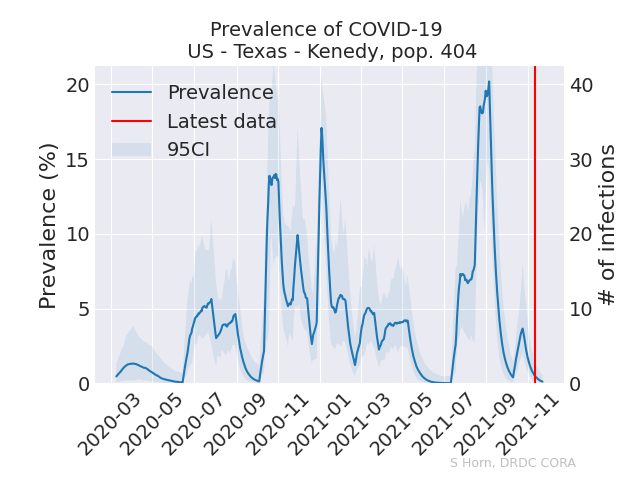 Prevalence of COVID-19
US - Texas - Kenedy, pop. 404
Prevalence
Latest data
95CI
Prevalence (%)
20
15
10
5
0
# of infections
40
30
20
10
0
2020-03
2020-05
2020-07
2020-09
2020-11
2021-01
2021-03
2021-05
2021-07
2021-09
2021-11
S Horn, DRDC CORA